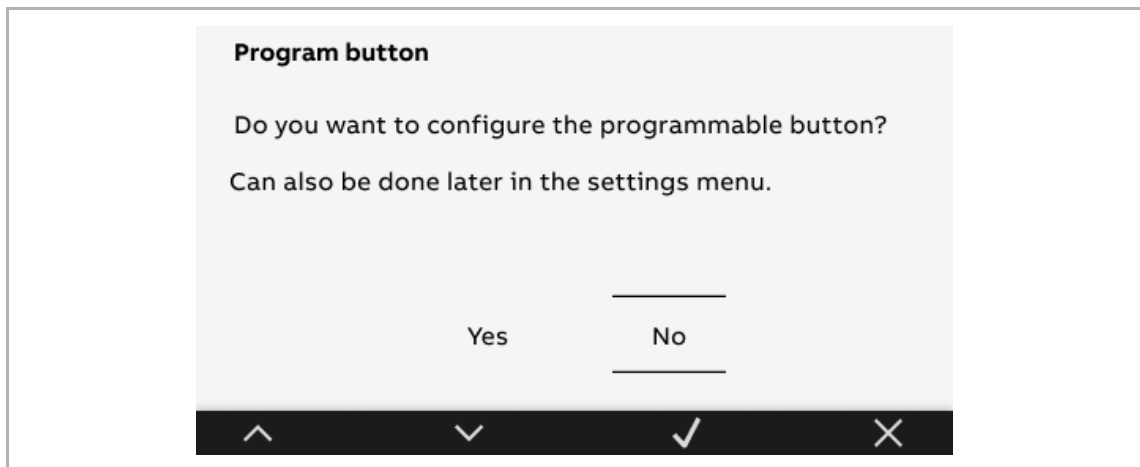 Program button
Do you want to configure the programmable button?
Can also be done later in the settings menu.
Yes No